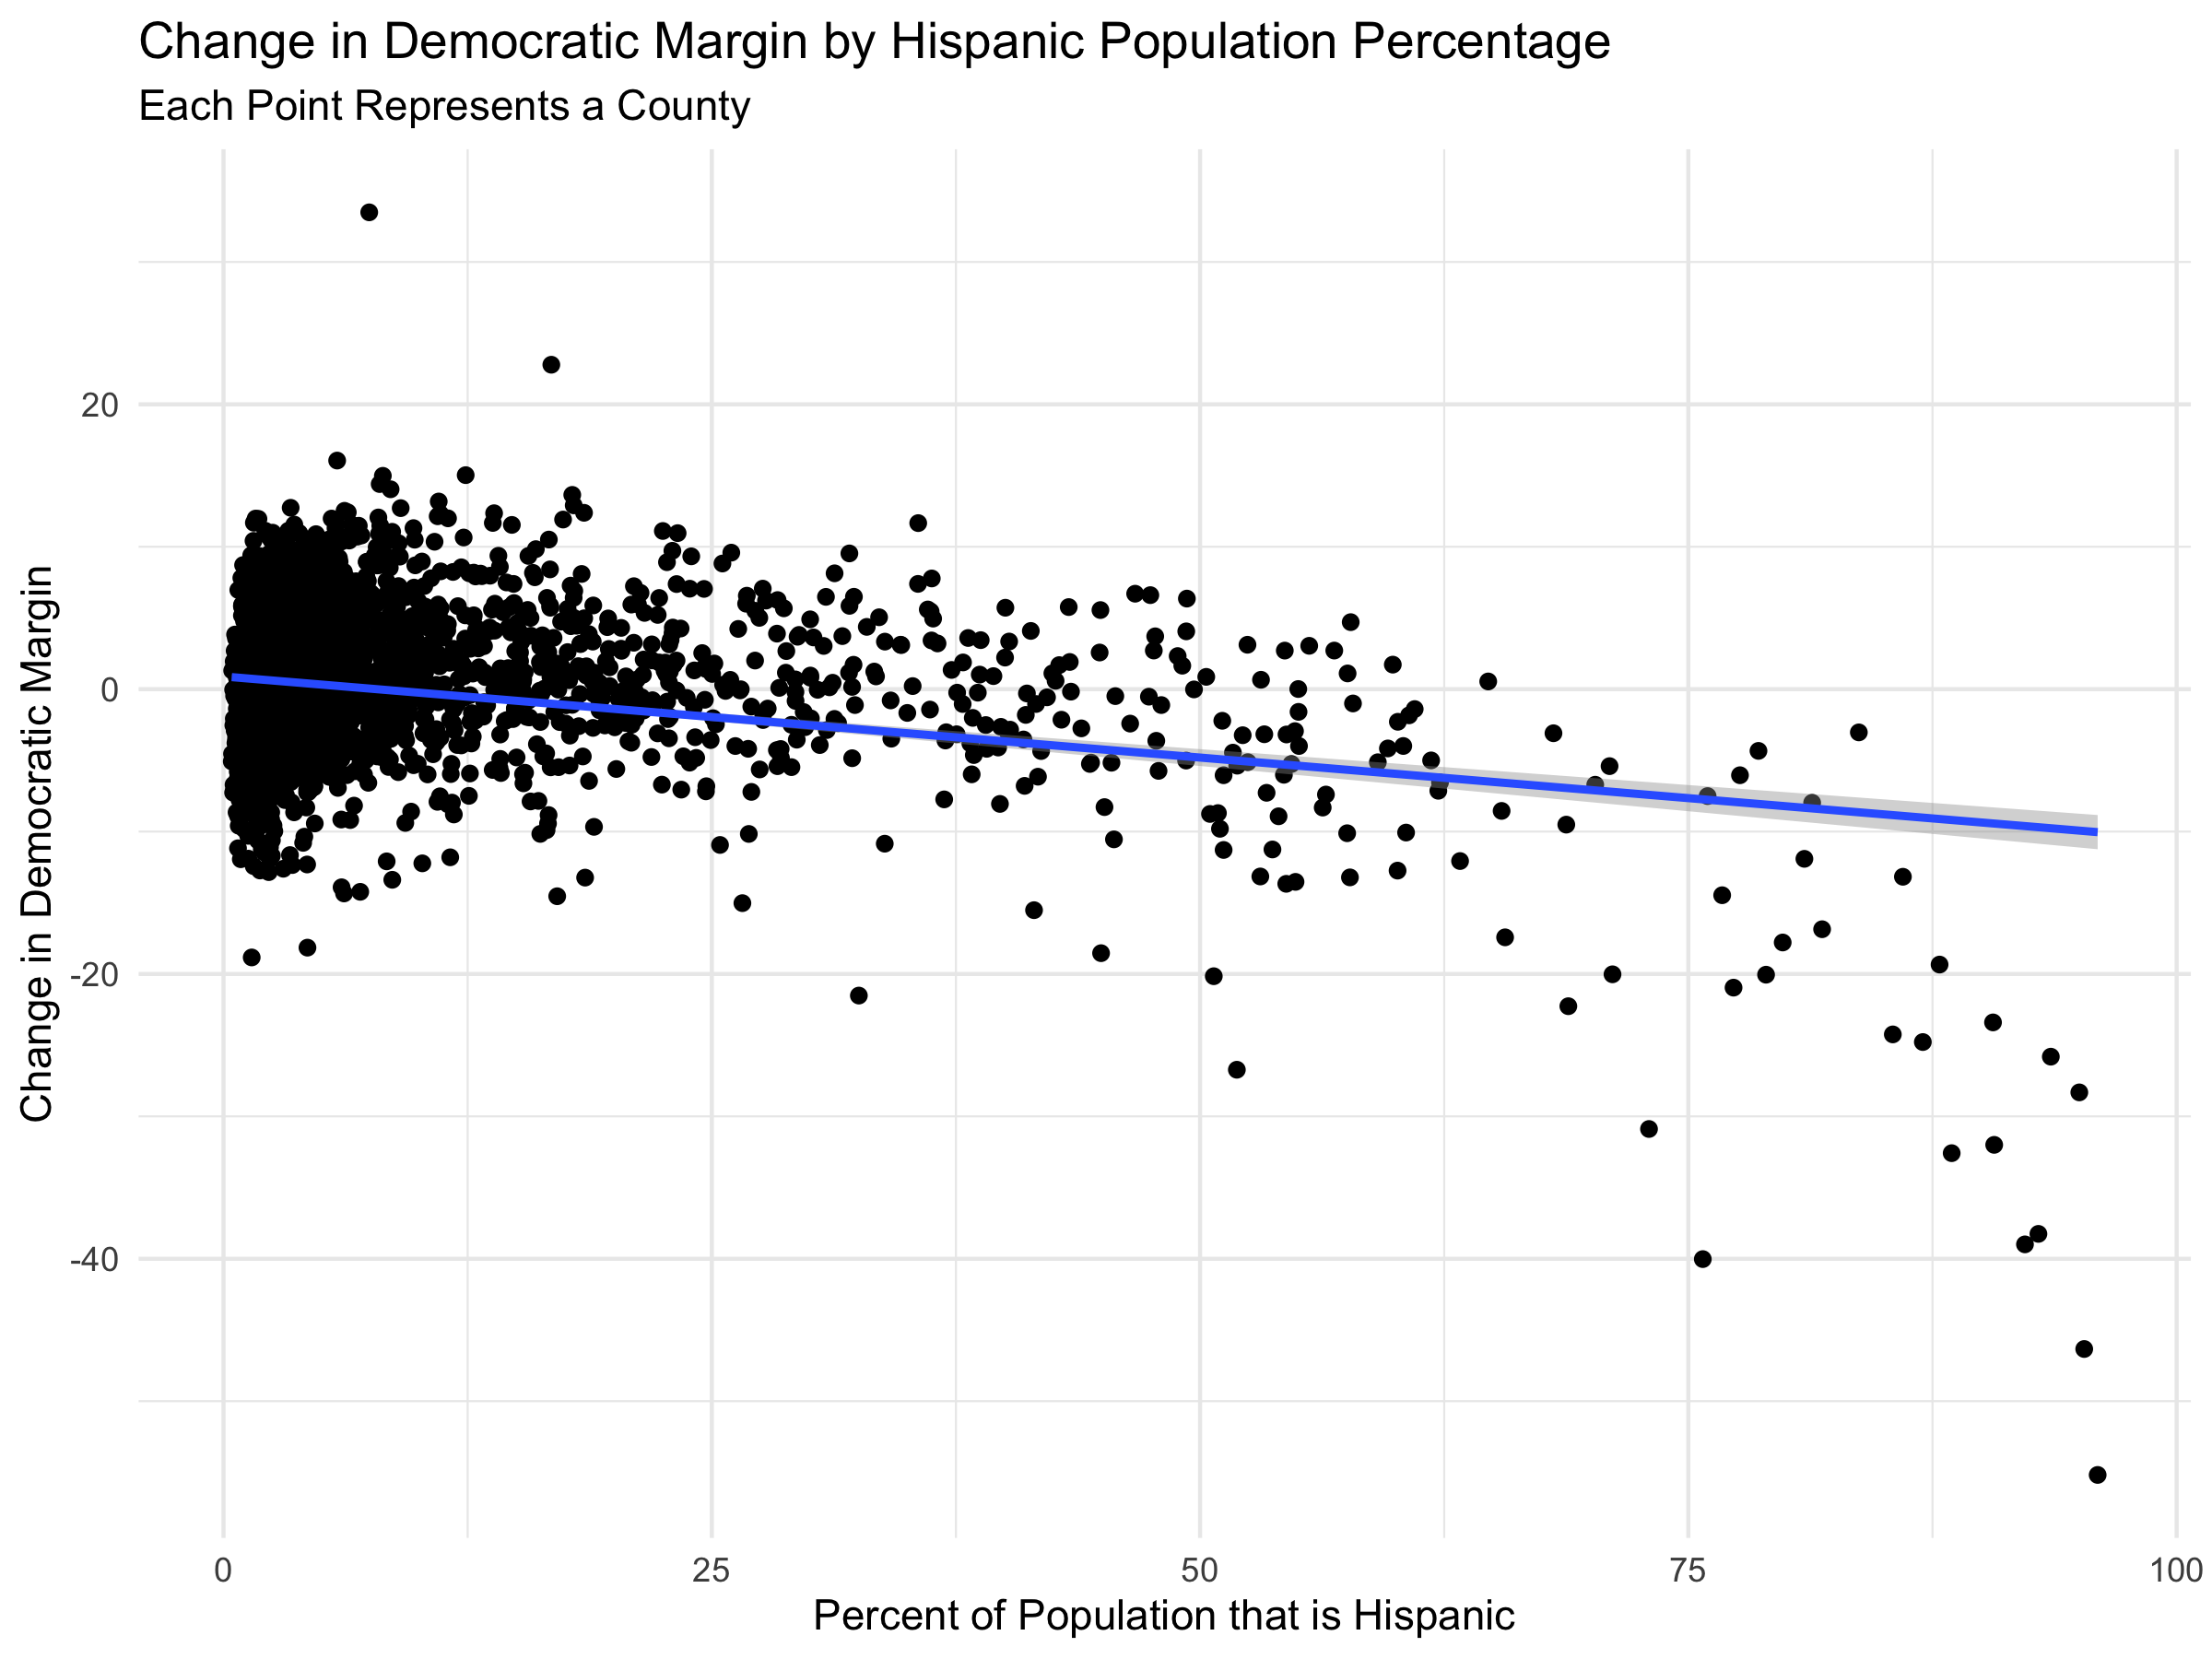 Change in Democratic Margin by Hispanic Population Percentage
Each Point Represents a County
Change in Democratic Margin
20
0
-20
-40
0
25
50
75
100
Percent of Population that is Hispanic